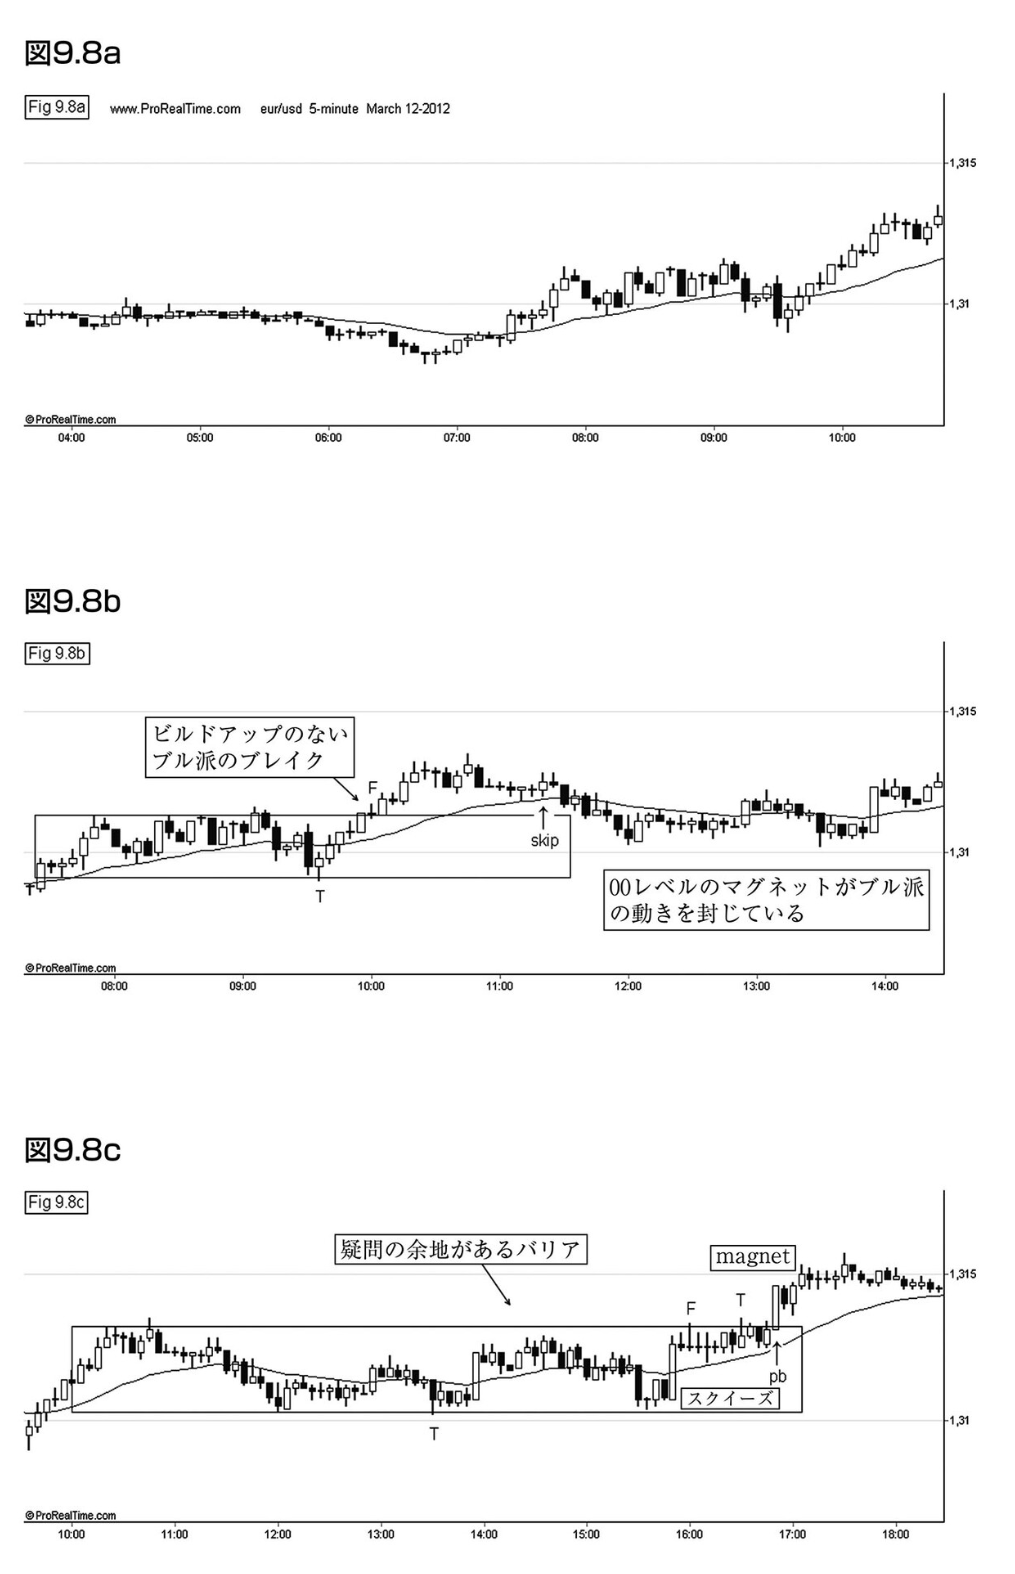 図9.8a
Fig 9.8a www.ProRealTime.com eur/usd 5-minute March 12-2012
1,315
1,31
©ProRealTime.com
04:00 05:00 06:00 07:00 08:00 09:00 10:00
図9.8b
Fig 9.8b
1,315
ビルドアップのない
ブル派のブレイク
F
skip
1,31
T
00レベルのマグネットがブル派
の動きを封じている
©ProRealTime.com
08:00 09:00 10:00 11:00 12:00 13:00 14:00
図9.8c
Fig 9.8c
疑問の余地があるバリア
magnet
1,315
F T
pb
スクイーズ
1,31
T
©ProRealTime.com
10:00 11:00 12:00 13:00 14:00 15:00 16:00 17:00 18:00